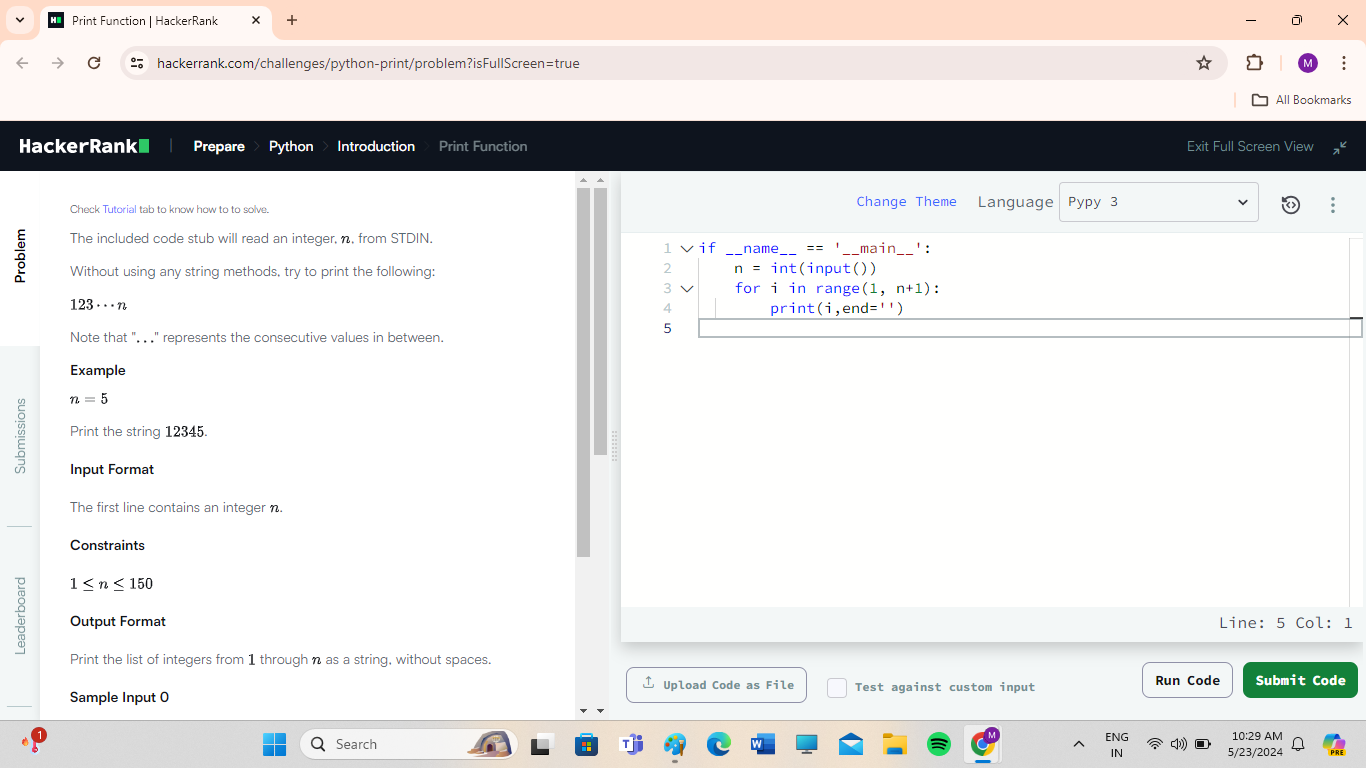 Print Function | HackerRank
hackerrank.com/challenges/python-print/problem?isFullScreen=true
M
All Bookmarks
HackerRank
Prepare
Python
Introduction
Print Function
Exit Full Screen View
Problem
Submissions
Leaderboard
Check Tutorial tab to know how to to solve.
The included code stub will read an integer, n, from STDIN.
Without using any string methods, try to print the following:
123⋯n
Note that "..." represents the consecutive values in between.
Example
n = 5
Print the string 12345.
Input Format
The first line contains an integer n.
Constraints
1 ≤ n ≤ 150
Output Format
Print the list of integers from 1 through n as a string, without spaces.
Sample Input 0
Change Theme
Language
Pypy 3
1 if __name__ == '__main__':
2     n = int(input())
3     for i in range(1, n+1):
4         print(i,end='')
5
Line: 5 Col: 1
Upload Code as File
Test against custom input
Run Code
Submit Code
1
Search
M
ENG
IN
10:29 AM
5/23/2024
PRE